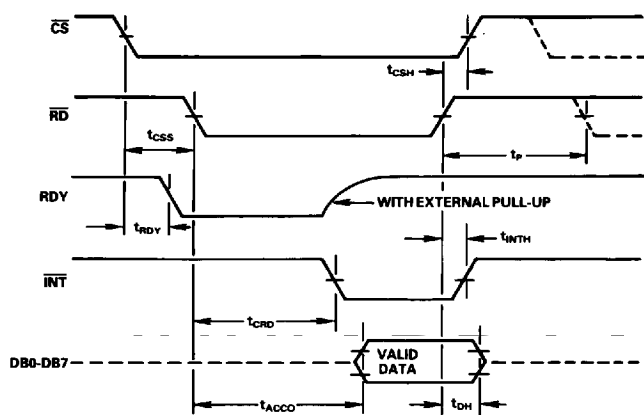 CS
tCSH
RD
tCSS
tP
RDY
WITH EXTERNAL PULL-UP
tRDY
tINTH
INT
tCRD
DB0-DB7
VALID
DATA
tACCO
tDH